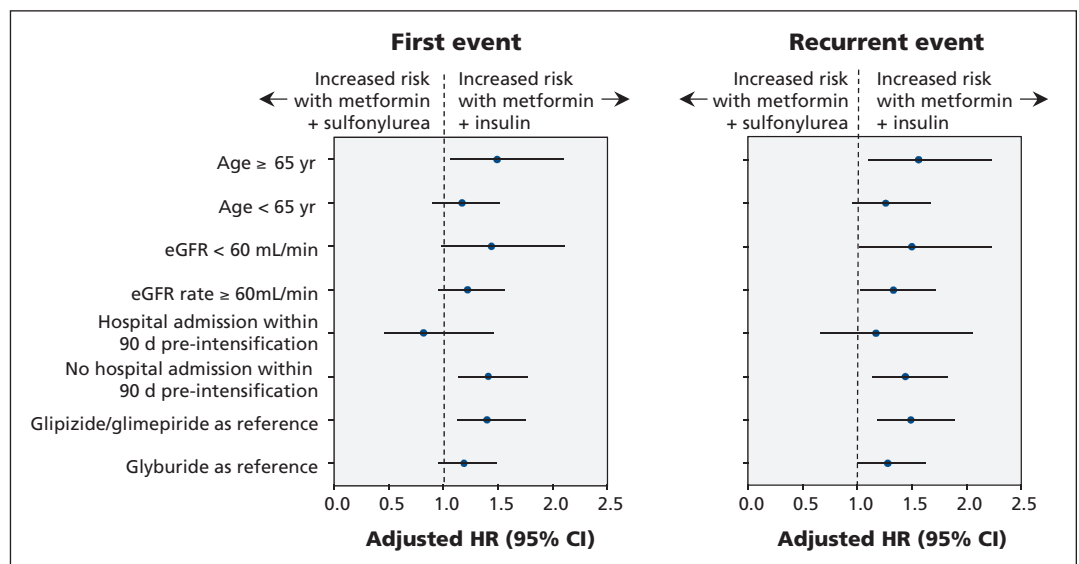 First event
Recurrent event
Increased risk
with metformin
+ sulfonylurea
Increased risk
with metformin
+ insulin
Increased risk
with metformin
+ sulfonylurea
Increased risk
with metformin
+ insulin
Age ≥ 65 yr
Age < 65 yr
eGFR < 60 mL/min
eGFR rate ≥ 60mL/min
Hospital admission within
90 d pre-intensification
No hospital admission within
90 d pre-intensification
Glipizide/glimepiride as reference
Glyburide as reference
0.0 0.5 1.0 1.5 2.0 2.5
0.0 0.5 1.0 1.5 2.0 2.5
Adjusted HR (95% CI)
Adjusted HR (95% CI)